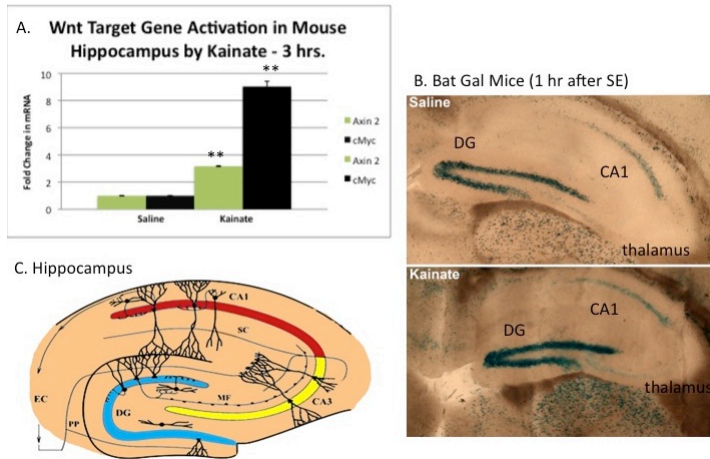 A.
Wnt Target Gene Activation in Mouse
Hippocampus by Kainate - 3 hrs.
Fold Change in mRNA
10
8
6
4
2
0
**
**
Saline
Kainate
Axin 2
cMyc
Axin 2
cMyc
B. Bat Gal Mice (1 hr after SE)
Saline
DG
CA1
thalamus
Kainate
CA1
DG
thalamus
C. Hippocampus
CA1
SC
EC
PP
DG
MF
CA3